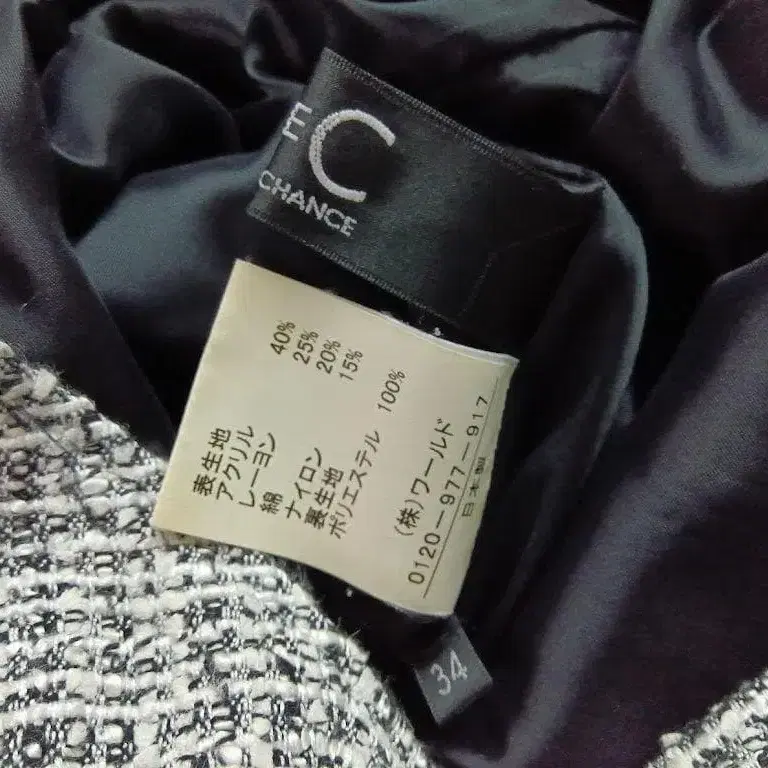 E C
CHANCE
表生地
アクリル 40%
レーヨン 25%
綿 20%
ナイロン 15%
裏生地
ポリエステル 100%
(株)ワールド
0120-977-917
日本製
34